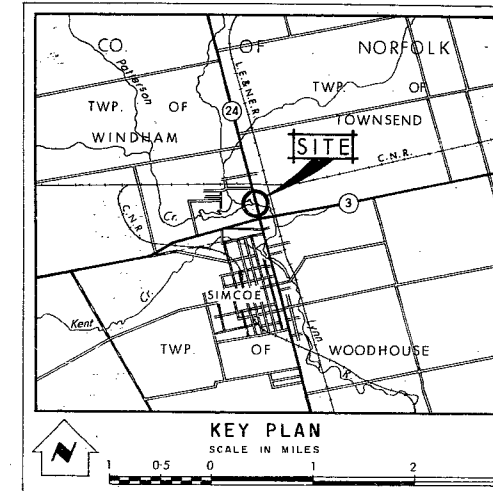 CO. OF NORFOLK
Patterson
L.E.&N.E.R.
TWP. OF
TWP. OF
24
TOWNSEND
WINDHAM
SITE
C.N.R.
C.N.R.
Cr.
3
SIMCOE
Cr.
Kent
Lynn
TWP. OF WOODHOUSE
R.
KEY PLAN
SCALE IN MILES
N
1 0·5 0 1 2